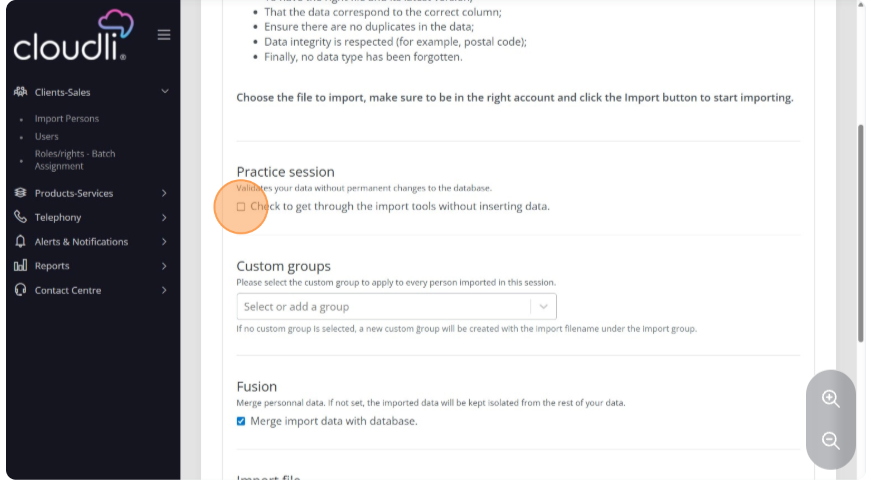 cloudli
Clients-Sales
Import Persons
Users
Roles/rights - Batch
Assignment
Products-Services
Telephony
Alerts & Notifications
Reports
Contact Centre
That the data correspond to the correct column;
Ensure there are no duplicates in the data;
Data integrity is respected (for example, postal code);
Finally, no data type has been forgotten.
Choose the file to import, make sure to be in the right account and click the Import button to start importing.
Practice session
Validates your data without permanent changes to the database.
Check to get through the import tools without inserting data.
Custom groups
Please select the custom group to apply to every person imported in this session.
Select or add a group
If no custom group is selected, a new custom group will be created with the import filename under the import group.
Fusion
Merge personnal data. If not set, the imported data will be kept isolated from the rest of your data.
Merge import data with database.